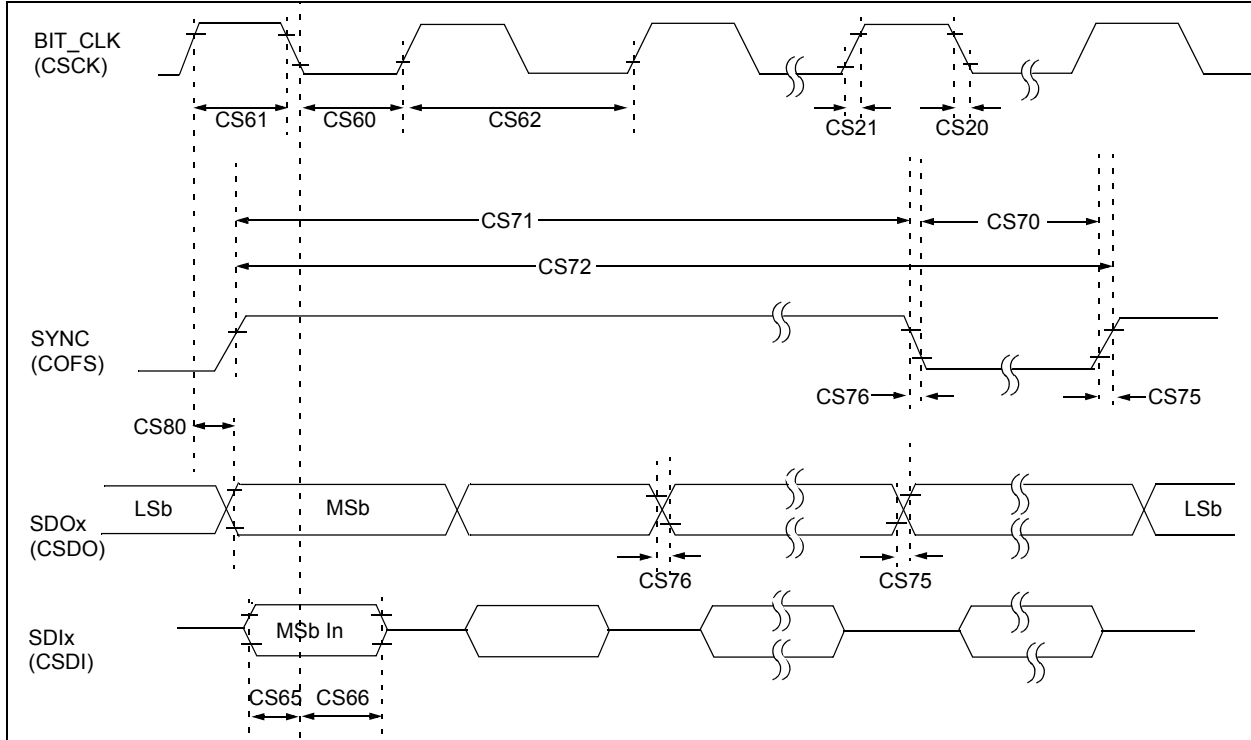 BIT_CLK
(CSCK)
CS61
CS60
CS62
CS21
CS20
CS71
CS70
CS72
SYNC
(COFS)
CS76
CS75
CS80
LSb
MSb
LSb
SDOx
(CSDO)
CS76
CS75
SDIx
(CSDI)
MSb In
CS65
CS66